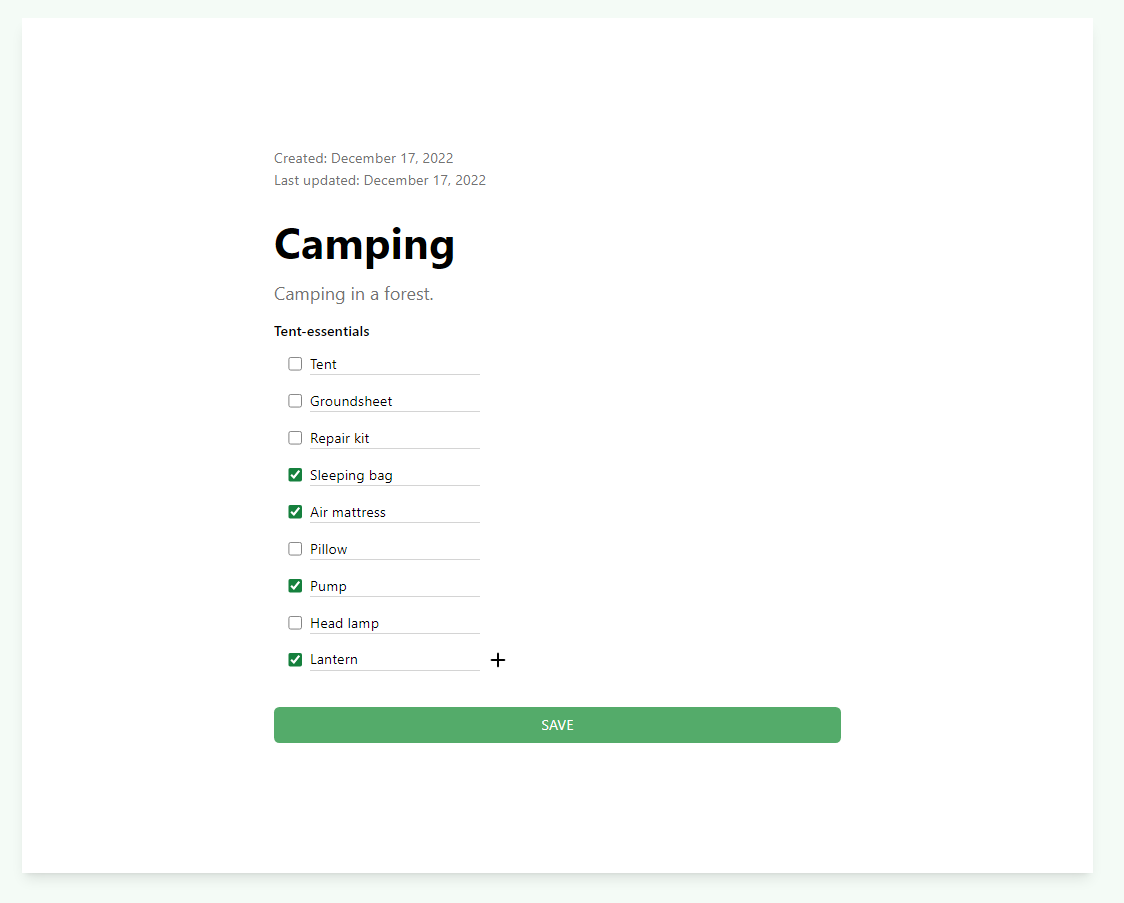 Created: December 17, 2022
Last updated: December 17, 2022
Camping
Camping in a forest.
Tent-essentials
Tent
Groundsheet
Repair kit
Sleeping bag
Air mattress
Pillow
Pump
Head lamp
Lantern
SAVE